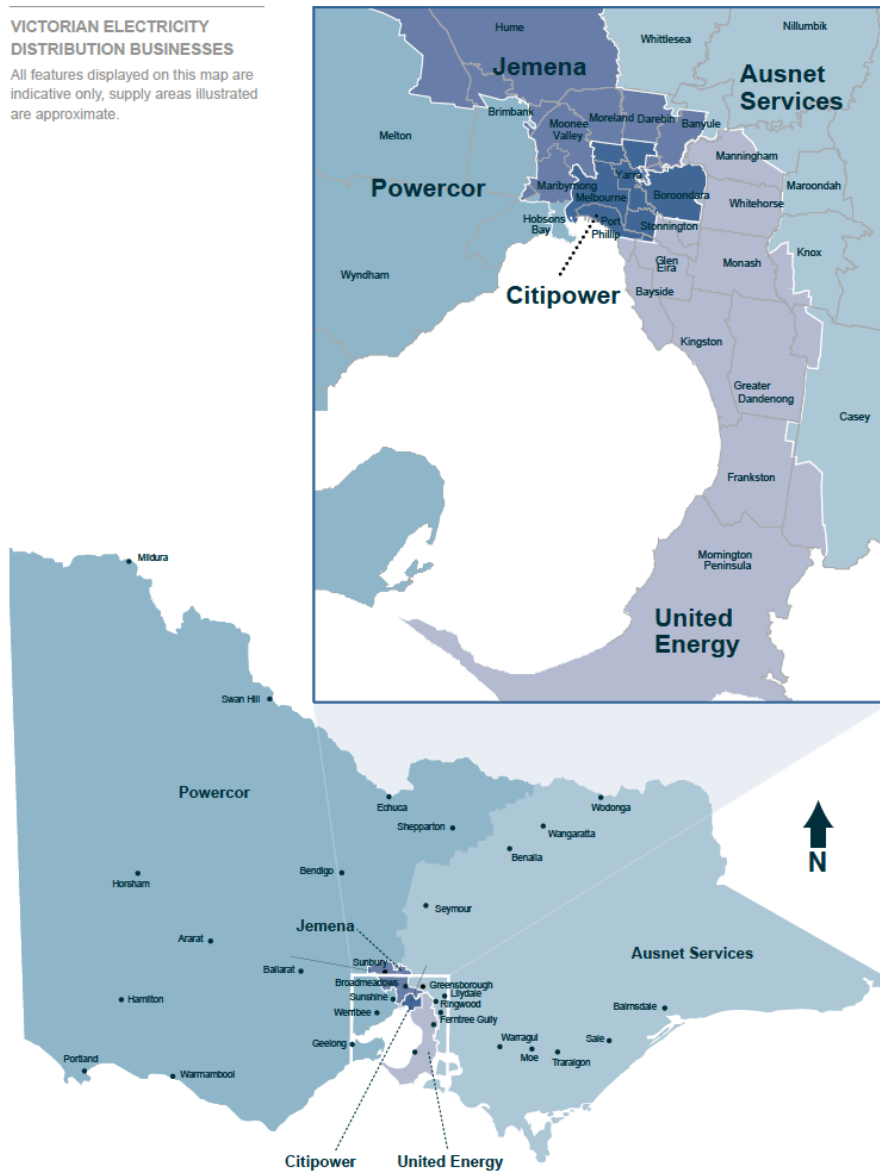 VICTORIAN ELECTRICITY
DISTRIBUTION BUSINESSES
All features displayed on this map are
indicative only, supply areas illustrated
are approximate.
Hume
Whittlesea
Nillumbik
Jemena
Ausnet
Services
Brimbank
Melton
Moonee
Valley
Moreland
Darebin
Banyule
Manningham
Powercor
Maribyrnong
Yarra
Melbourne
Boroondara
Maroondah
Whitehorse
Hobsons
Bay
Port
Phillip
Stonnington
Knox
Wyndham
Glen
Eira
Monash
Citipower
Bayside
Kingston
Greater
Dandenong
Casey
Frankston
Mornington
Peninsula
United
Energy
Mildura
Swan Hill
Powercor
Echuca
Wodonga
Shepparton
Wangaratta
Benalla
N
Horsham
Bendigo
Seymour
Jemena
Ararat
Ausnet Services
Ballarat
Sunbury
Broadmeadows
Greensborough
Lilydale
Hamilton
Sunshine
Ringwood
Bairnsdale
Werribee
Ferntree Gully
Geelong
Warragul
Sale
Moe
Traralgon
Portland
Warrnambool
Citipower
United Energy